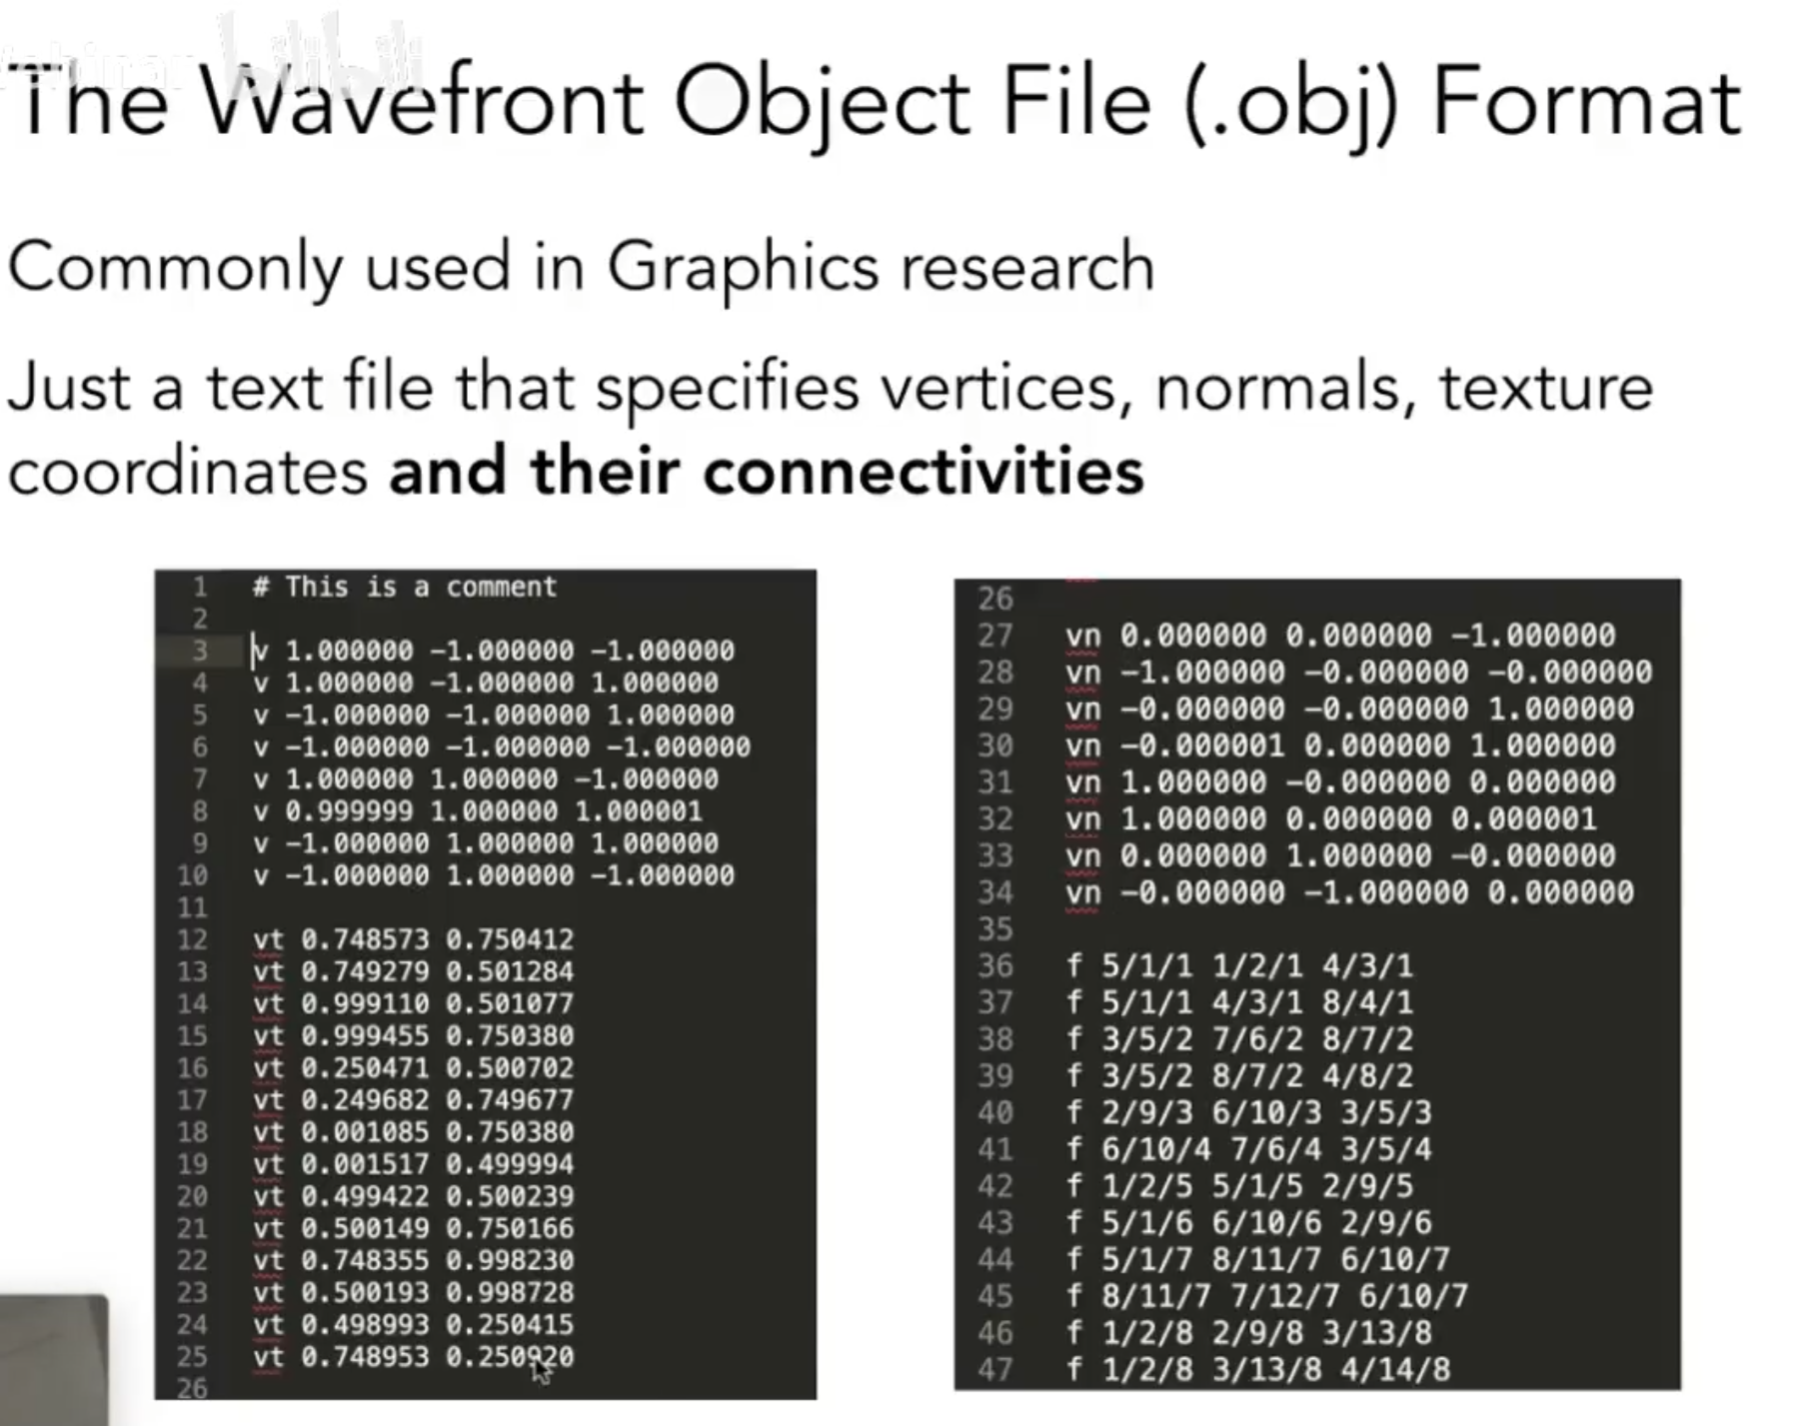 Webinar bilibili
The Wavefront Object File (.obj) Format
Commonly used in Graphics research
Just a text file that specifies vertices, normals, texture
coordinates and their connectivities
1 # This is a comment
2
3 v 1.000000 -1.000000 -1.000000
4 v 1.000000 -1.000000 1.000000
5 v -1.000000 -1.000000 1.000000
6 v -1.000000 -1.000000 -1.000000
7 v 1.000000 1.000000 -1.000000
8 v 0.999999 1.000000 1.000001
9 v -1.000000 1.000000 1.000000
10 v -1.000000 1.000000 -1.000000
11
12 vt 0.748573 0.750412
13 vt 0.749279 0.501284
14 vt 0.999110 0.501077
15 vt 0.999455 0.750380
16 vt 0.250471 0.500702
17 vt 0.249682 0.749677
18 vt 0.001085 0.750380
19 vt 0.001517 0.499994
20 vt 0.499422 0.500239
21 vt 0.500149 0.750166
22 vt 0.748355 0.998230
23 vt 0.500193 0.998728
24 vt 0.498993 0.250415
25 vt 0.748953 0.250920
26
26
27 vn 0.000000 0.000000 -1.000000
28 vn -1.000000 -0.000000 -0.000000
29 vn -0.000000 -0.000000 1.000000
30 vn -0.000001 0.000000 1.000000
31 vn 1.000000 -0.000000 0.000000
32 vn 1.000000 0.000000 0.000001
33 vn 0.000000 1.000000 -0.000000
34 vn -0.000000 -1.000000 0.000000
35
36 f 5/1/1 1/2/1 4/3/1
37 f 5/1/1 4/3/1 8/4/1
38 f 3/5/2 7/6/2 8/7/2
39 f 3/5/2 8/7/2 4/8/2
40 f 2/9/3 6/10/3 3/5/3
41 f 6/10/4 7/6/4 3/5/4
42 f 1/2/5 5/1/5 2/9/5
43 f 5/1/6 6/10/6 2/9/6
44 f 5/1/7 8/11/7 6/10/7
45 f 8/11/7 7/12/7 6/10/7
46 f 1/2/8 2/9/8 3/13/8
47 f 1/2/8 3/13/8 4/14/8